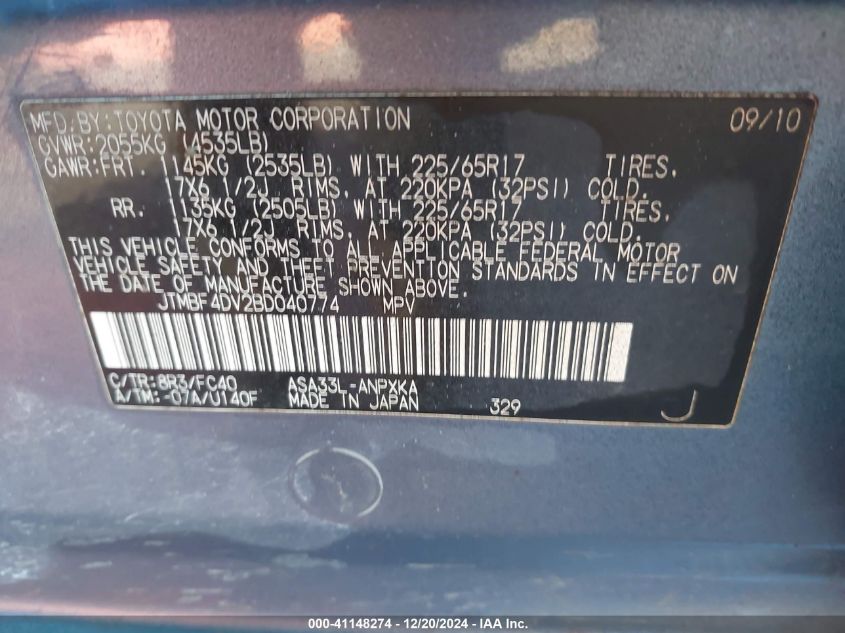 MFD.BY:TOYOTA MOTOR CORPORATION 09/10
GVWR:2055KG (4535LB)
GAWR:FRT. 1145KG (2535LB) WITH 225/65R17 TIRES.
17X6 1/2J RIMS, AT 220KPA (32PSI) COLD.
RR. 1135KG (2505LB) WITH 225/65R17 TIRES.
17X6 1/2J RIMS, AT 220KPA (32PSI) COLD.
THIS VEHICLE CONFORMS TO ALL APPLICABLE FEDERAL MOTOR
VEHICLE SAFETY AND THEFT PREVENTION STANDARDS IN EFFECT ON
THE DATE OF MANUFACTURE SHOWN ABOVE.
JTMBF4DV2BD040774 MPV
C/TR:8R3/FC40 ASA33L-ANPXKA
A/TM:-07A/U140F MADE IN JAPAN 329 J
000-41148274 - 12/20/2024 - IAA Inc.